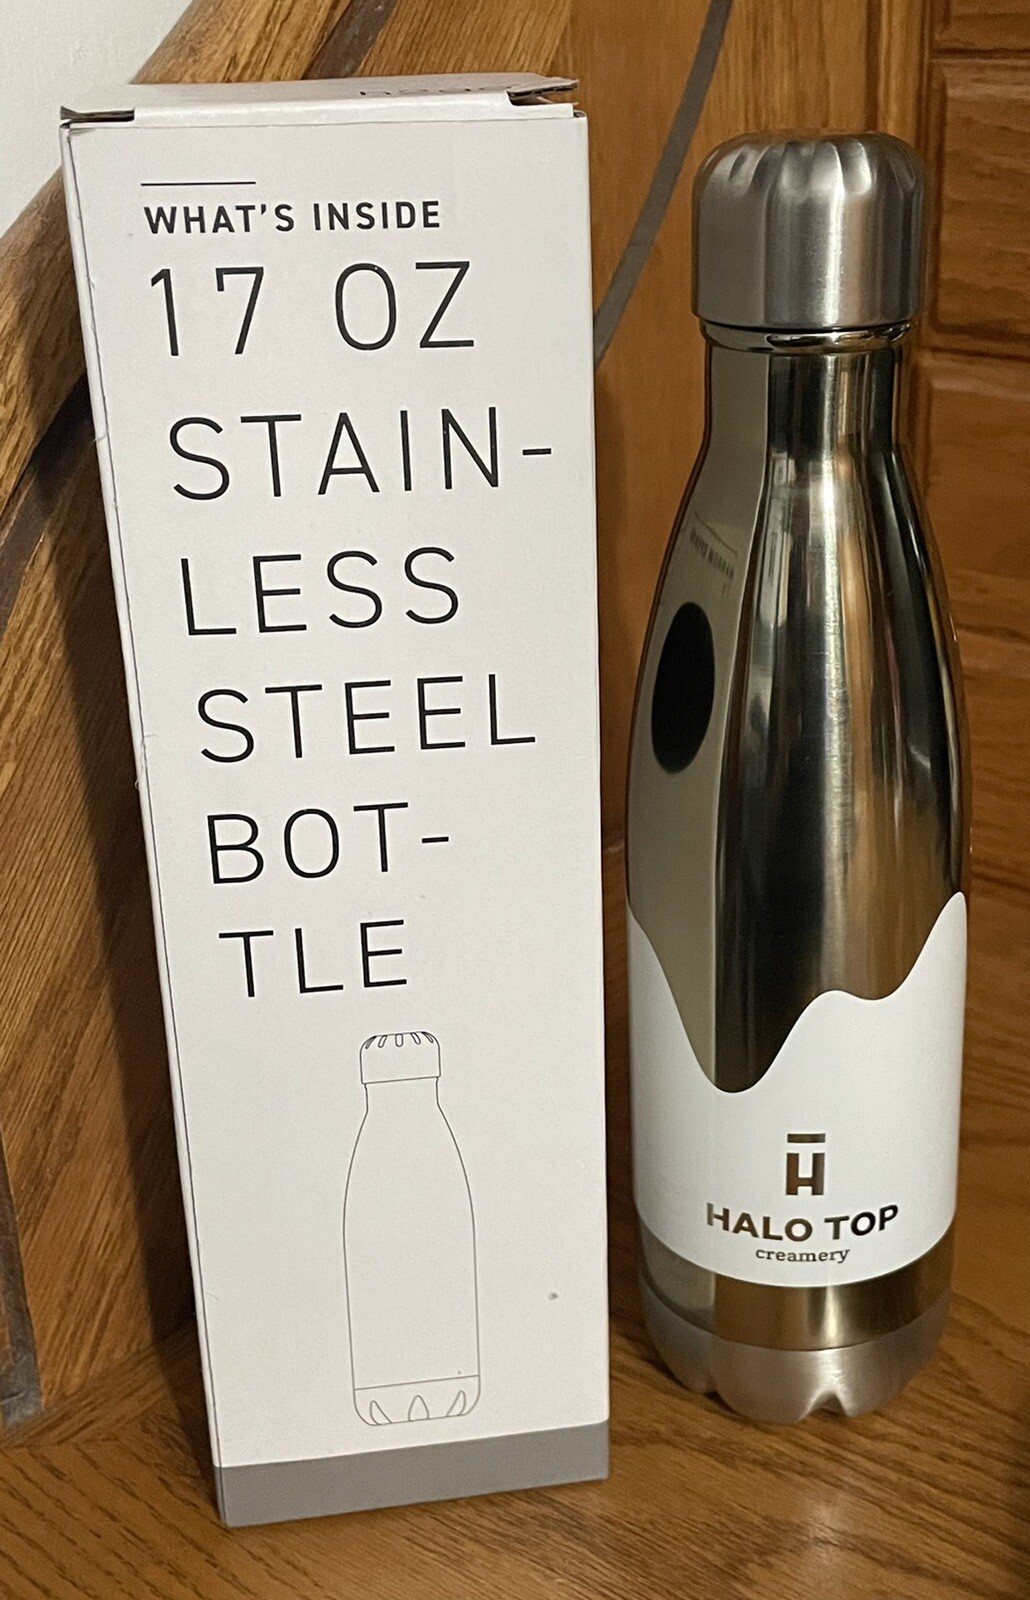 WHAT'S INSIDE
17 OZ
STAIN-
LESS
STEEL
BOT-
TLE
H
HALO TOP
creamery